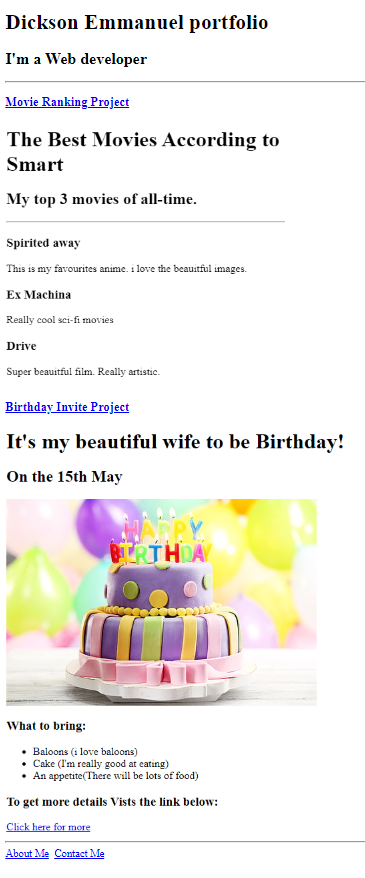 Dickson Emmanuel portfolio
I'm a Web developer
Movie Ranking Project
The Best Movies According to
Smart
My top 3 movies of all-time.
Spirited away
This is my favourites anime. i love the beauitful images.
Ex Machina
Really cool sci-fi movies
Drive
Super beauitful film. Really artistic.
Birthday Invite Project
It's my beautiful wife to be Birthday!
On the 15th May
HAPPY
BIRTHDAY
What to bring:
Baloons (i love baloons)
Cake (I'm really good at eating)
An appetite(There will be lots of food)
To get more details Vists the link below:
Click here for more
About Me Contact Me